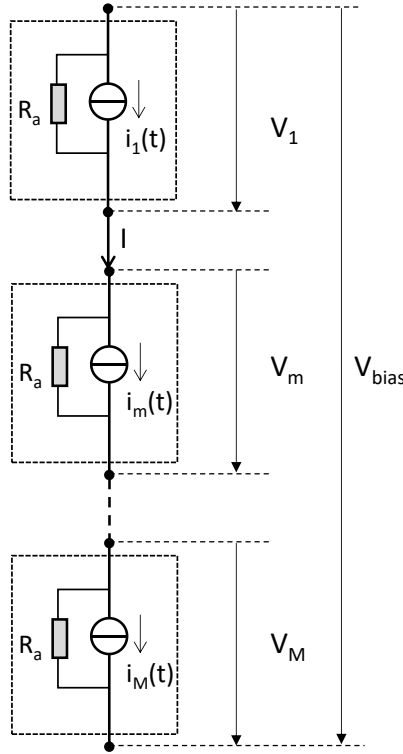 Rₐ
i₁(t)
V₁
I
Rₐ
iₘ(t)
Vₘ
V_bias
Rₐ
i_M(t)
V_M